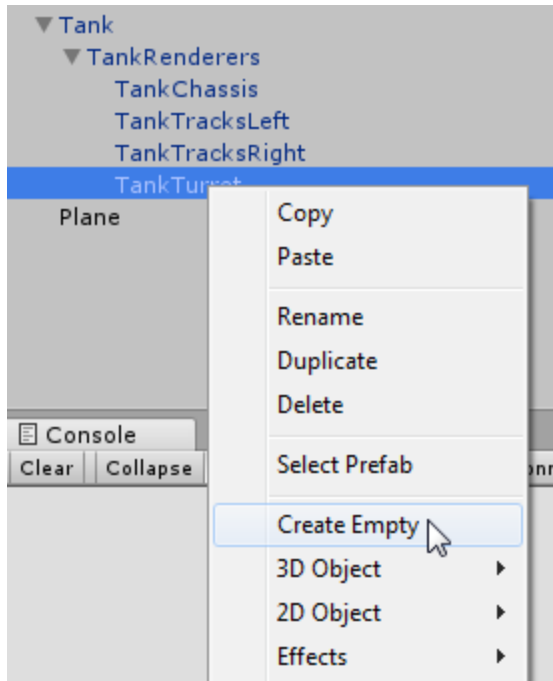 Tank
TankRenderers
TankChassis
TankTracksLeft
TankTracksRight
TankTurret
Plane
Copy
Paste
Rename
Duplicate
Delete
Select Prefab
Create Empty
3D Object
2D Object
Effects
Console
Clear
Collapse